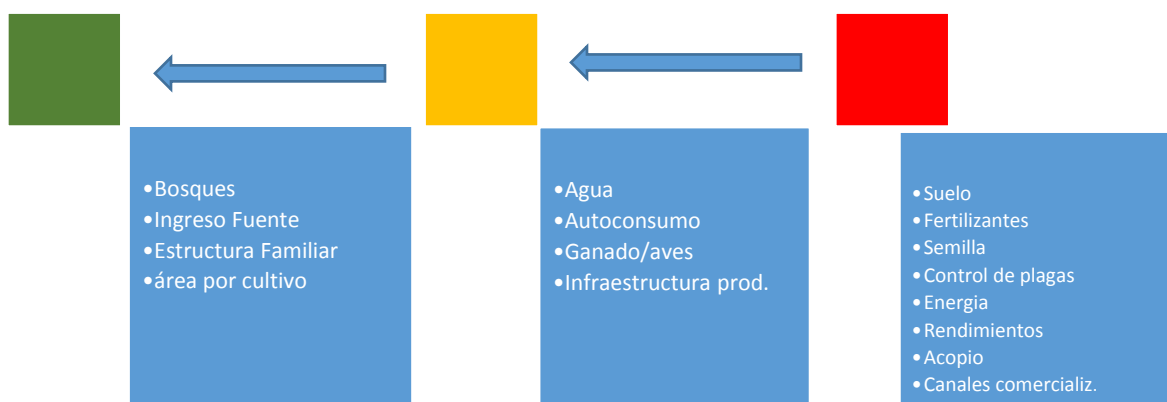 •Bosques
•Ingreso Fuente
•Estructura Familiar
•área por cultivo
•Agua
•Autoconsumo
•Ganado/aves
•Infraestructura prod.
•Suelo
•Fertilizantes
•Semilla
•Control de plagas
•Energia
•Rendimientos
•Acopio
•Canales comercializ.